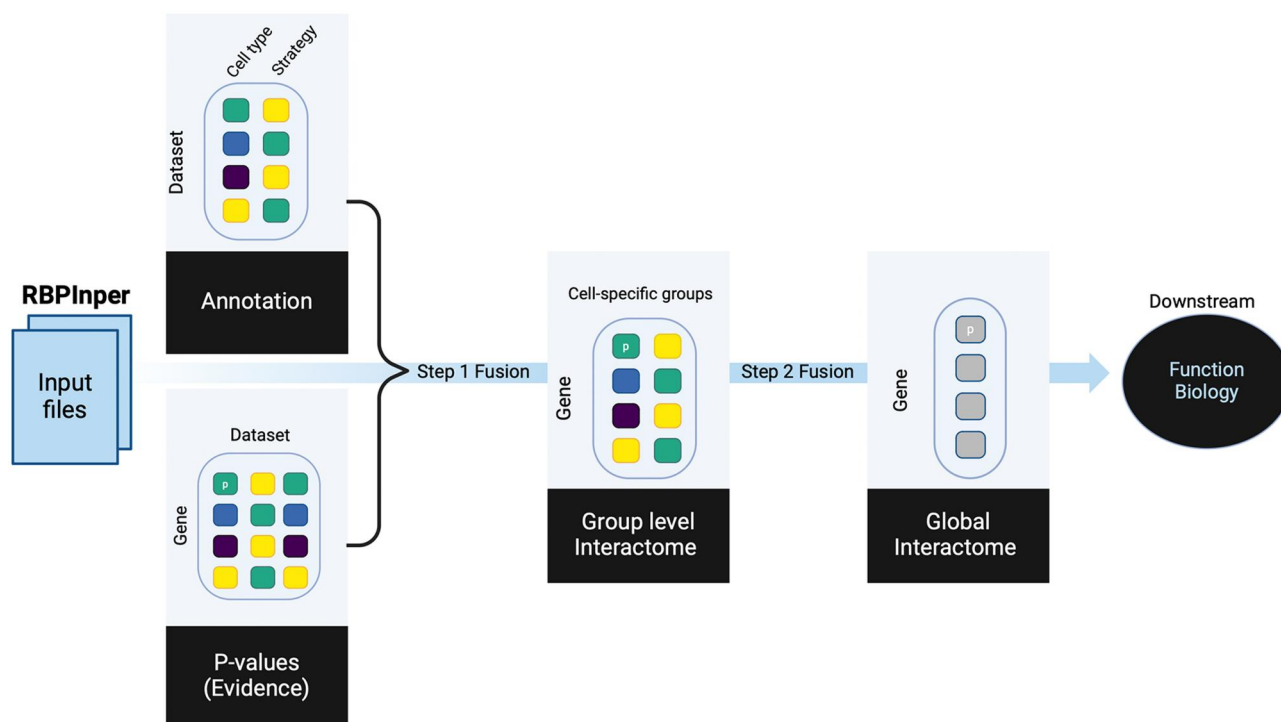 RBPInper
Input
files
Cell type
Strategy
Dataset
Annotation
Dataset
Gene
p
P-values
(Evidence)
Step 1 Fusion
Cell-specific groups
Gene
p
Group level
Interactome
Step 2 Fusion
Gene
p
Global
Interactome
Downstream
Function
Biology